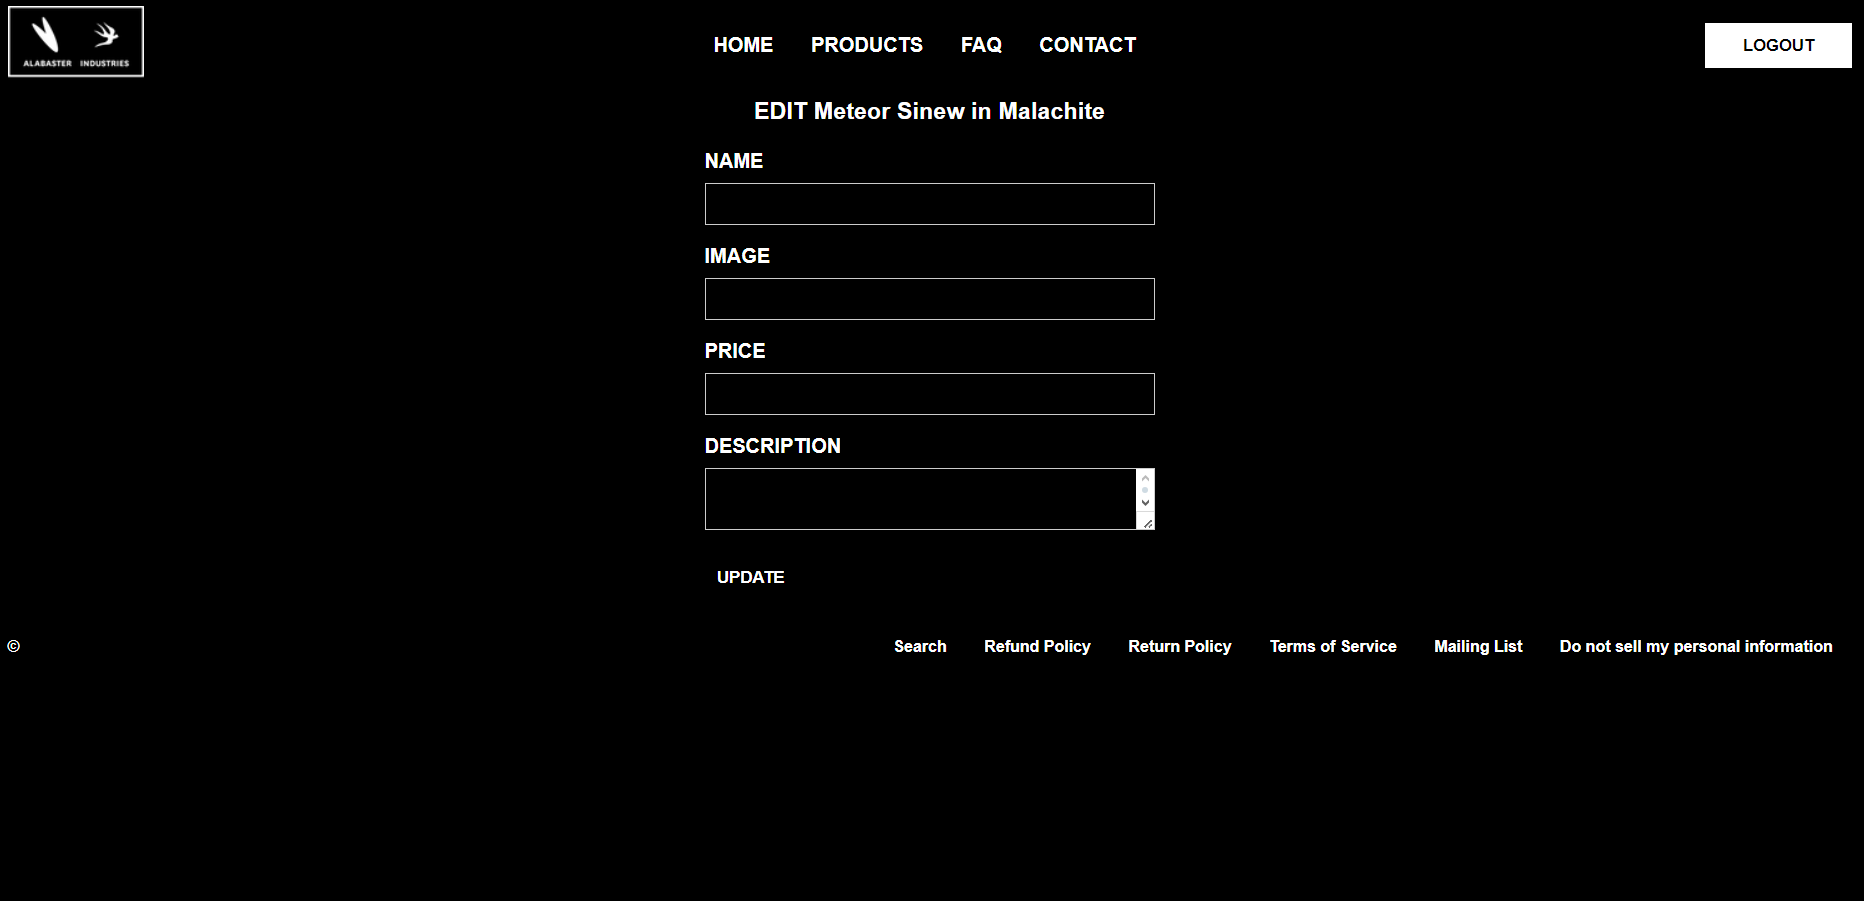 ALABASTER INDUSTRIES
HOME PRODUCTS FAQ CONTACT
LOGOUT
EDIT Meteor Sinew in Malachite
NAME
IMAGE
PRICE
DESCRIPTION
UPDATE
© Search Refund Policy Return Policy Terms of Service Mailing List Do not sell my personal information